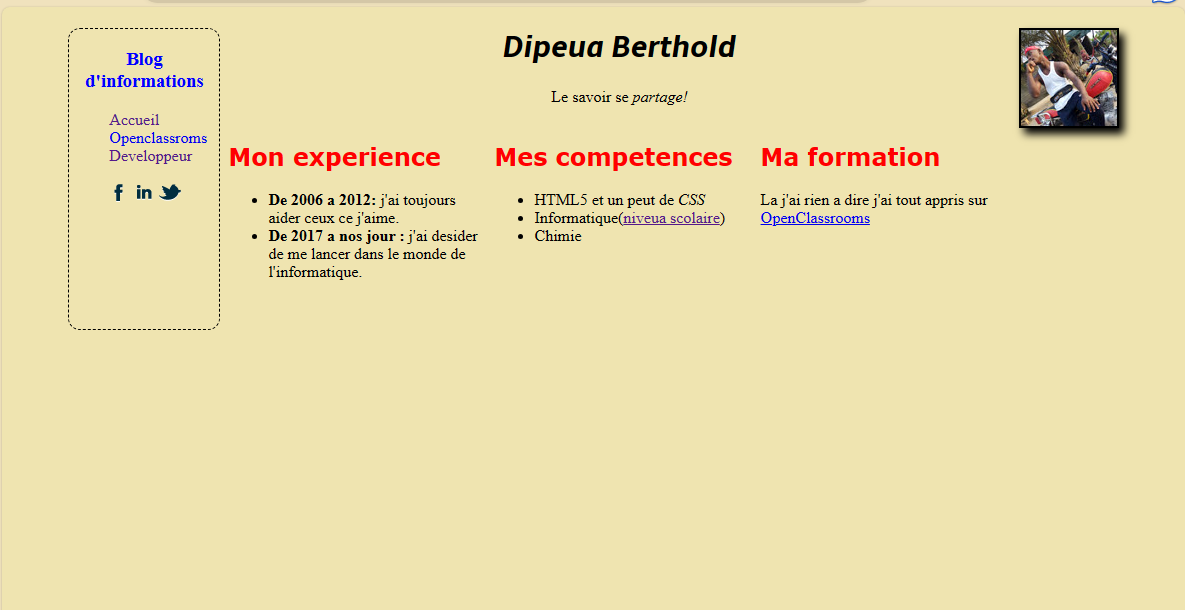 Blog
d'informations
Accueil
Openclassroms
Developpeur
Dipeua Berthold
Le savoir se partage!
Mon experience
De 2006 a 2012: j'ai toujours
aider ceux ce j'aime.
De 2017 a nos jour : j'ai desider
de me lancer dans le monde de
l'informatique.
Mes competences
HTML5 et un peut de CSS
Informatique(niveua scolaire)
Chimie
Ma formation
La j'ai rien a dire j'ai tout appris sur
OpenClassrooms